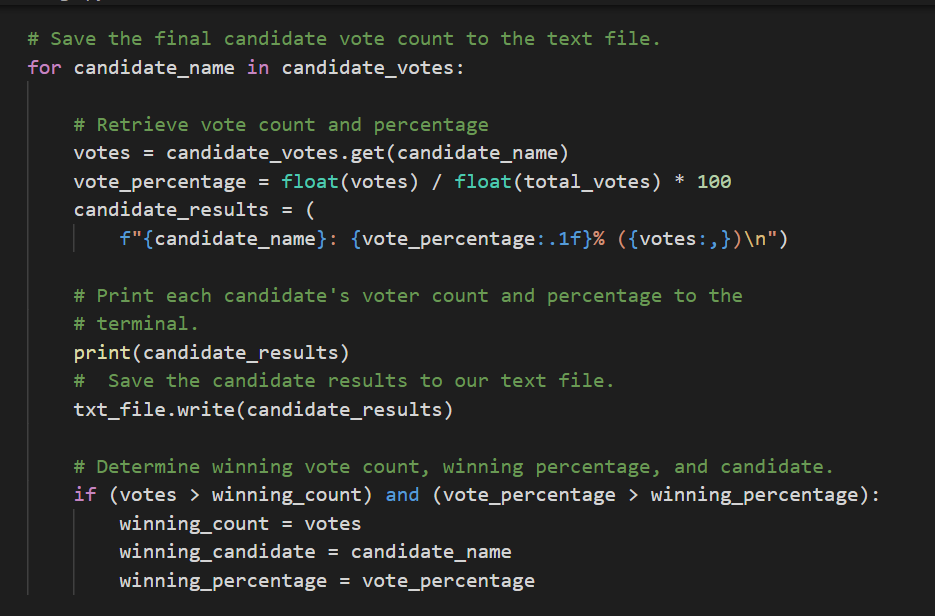 # Save the final candidate vote count to the text file.
for candidate_name in candidate_votes:
# Retrieve vote count and percentage
votes = candidate_votes.get(candidate_name)
vote_percentage = float(votes) / float(total_votes) * 100
candidate_results = (
f"{candidate_name}: {vote_percentage:.1f}% ({votes:,})\n")
# Print each candidate's voter count and percentage to the
# terminal.
print(candidate_results)
#  Save the candidate results to our text file.
txt_file.write(candidate_results)
# Determine winning vote count, winning percentage, and candidate.
if (votes > winning_count) and (vote_percentage > winning_percentage):
winning_count = votes
winning_candidate = candidate_name
winning_percentage = vote_percentage